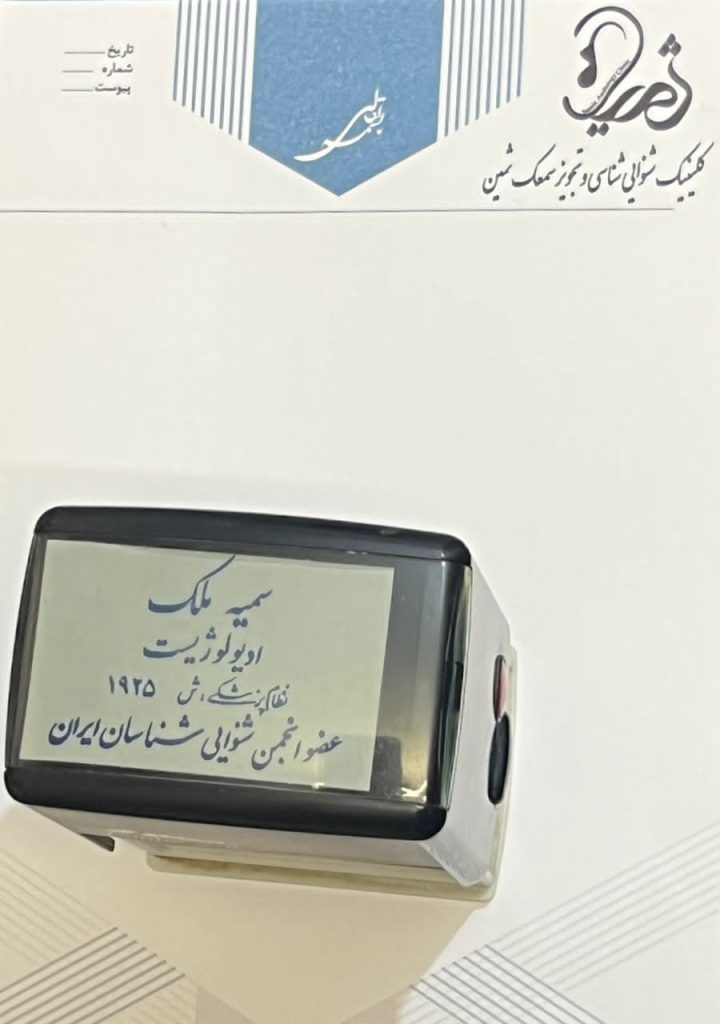 بسمه تعالی
تاریخ
شماره
پیوست
ثمین
کلینیک شنوایی شناسی و تجویز سمعک ثمین
سمیه ملک
ادیولوژیست
نظام پزشکی: ش ۱۹۲۵
عضو انجمن شنوایی شناسان ایران